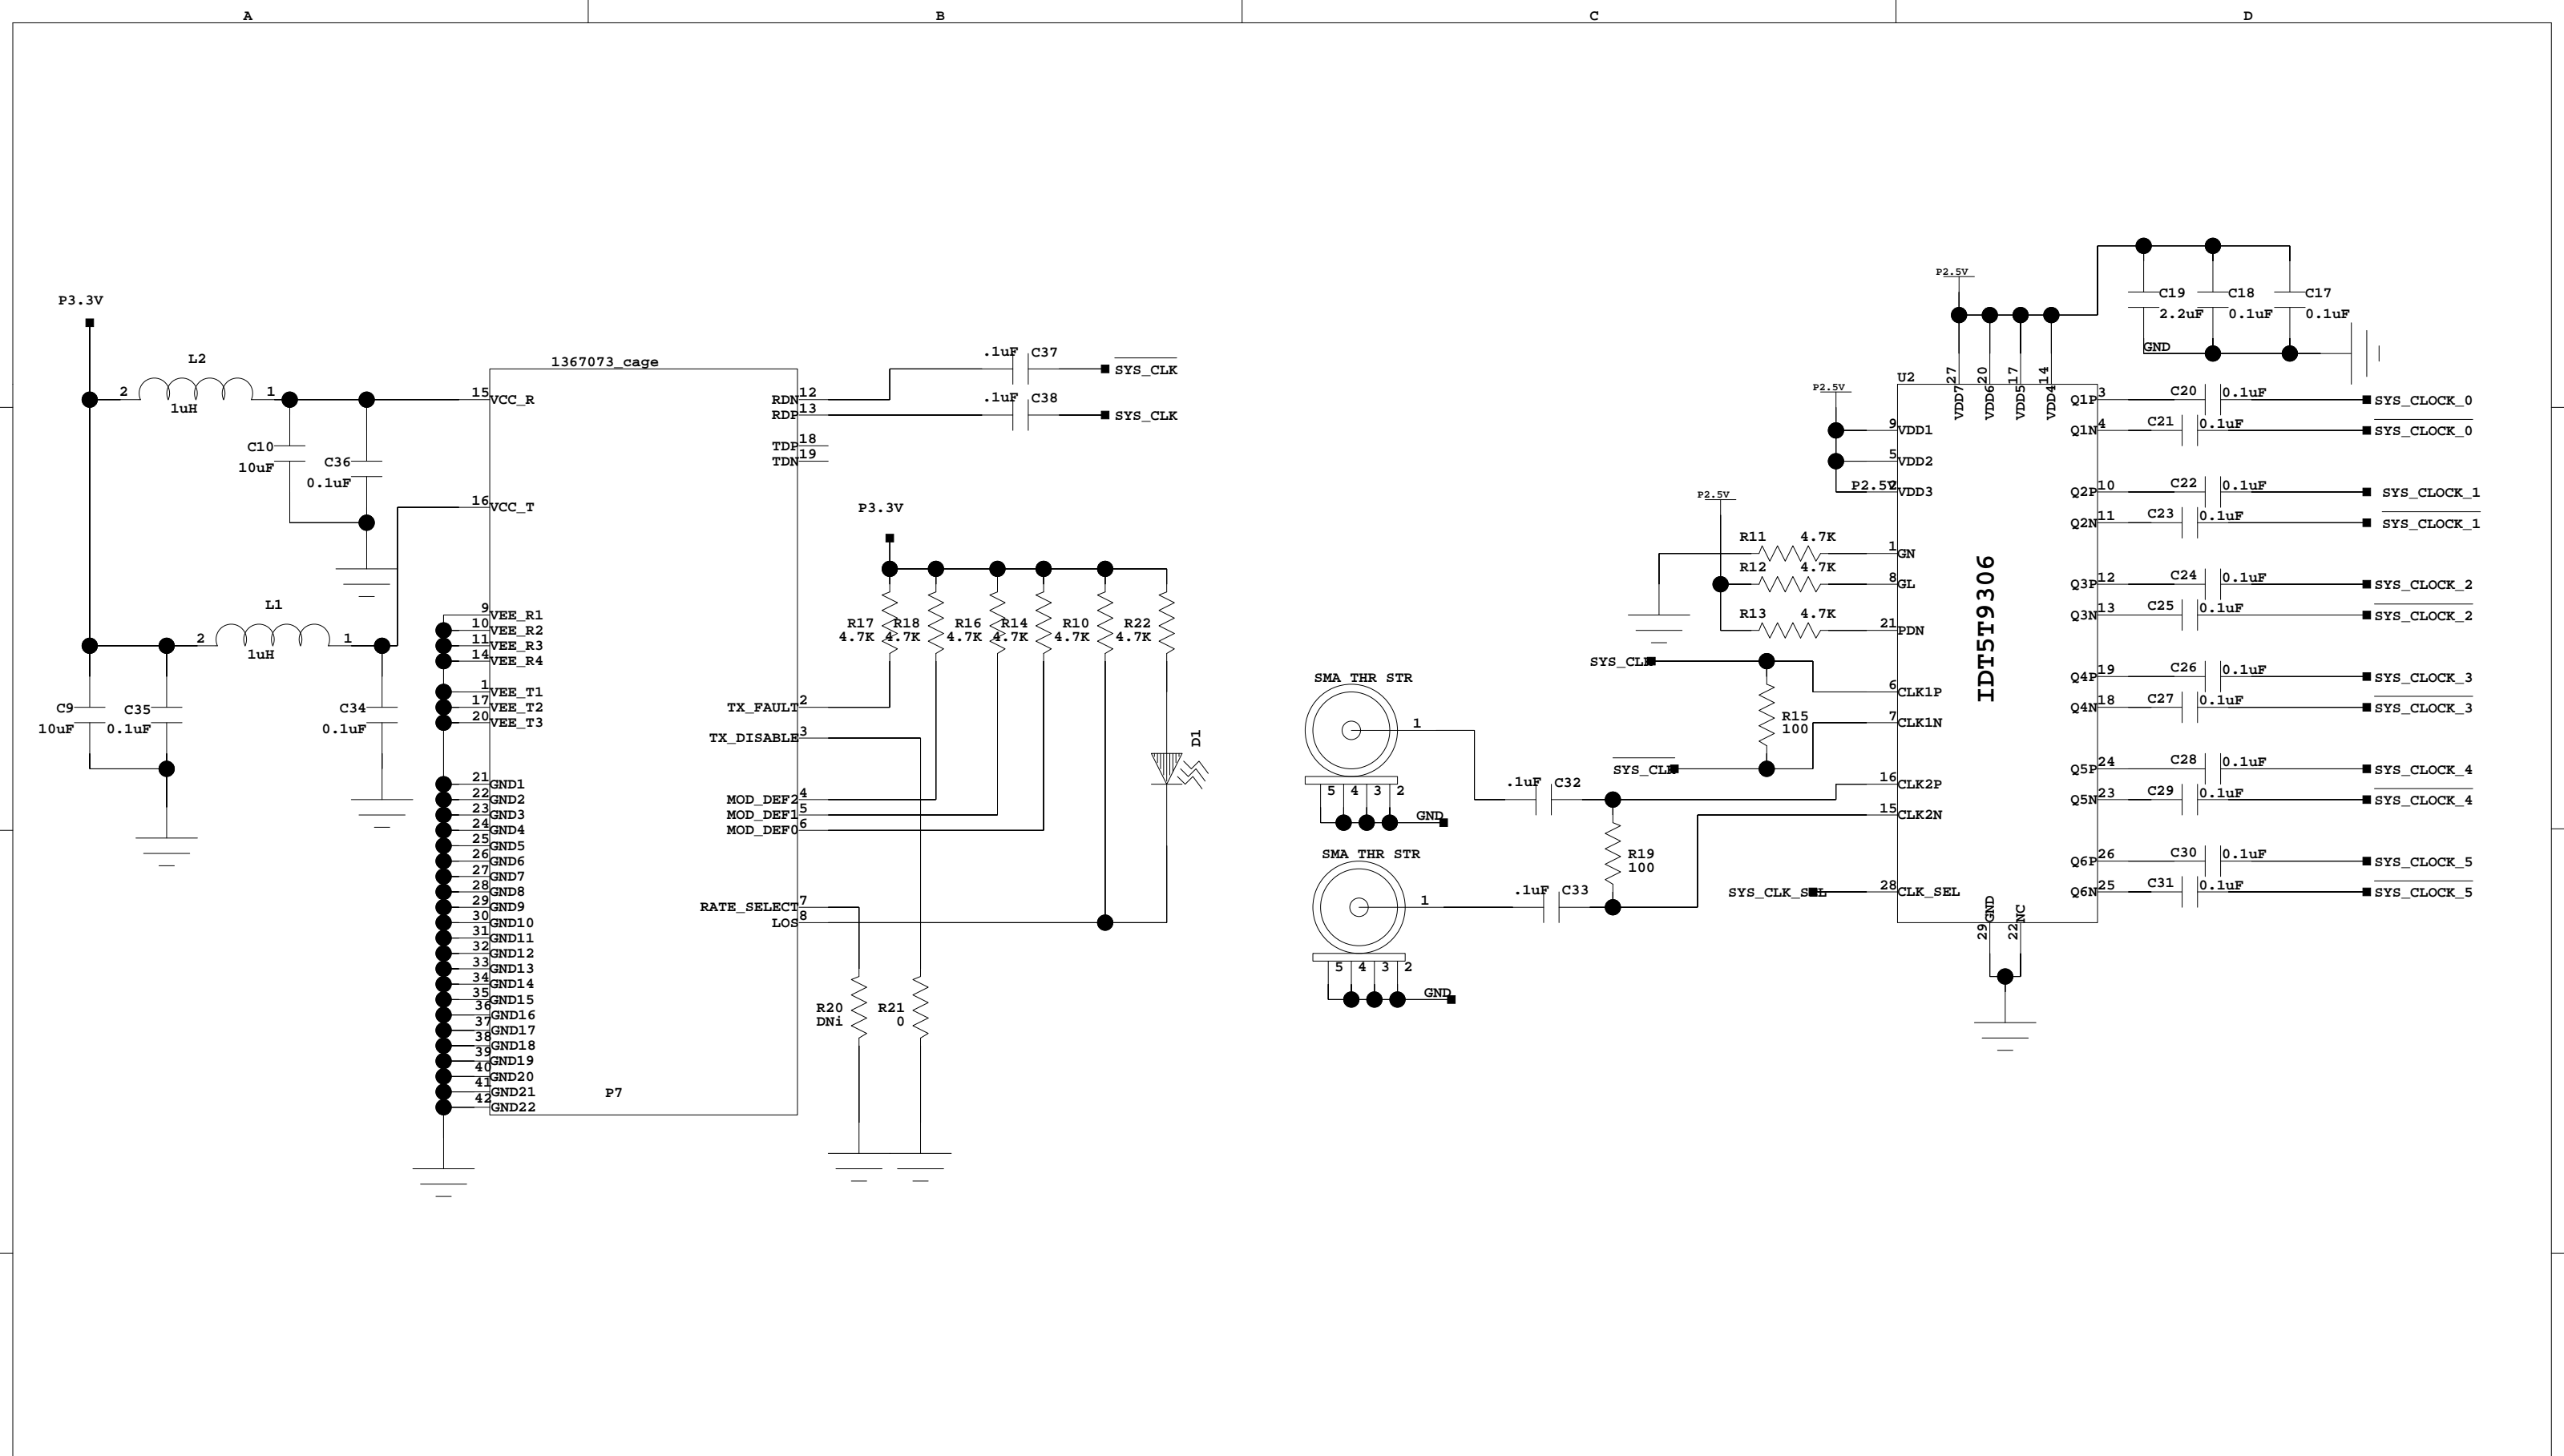 A
B
C
D
P3.3V
L2
2
1
1uH
C10
10uF
C36
0.1uF
L1
2
1
1uH
C9
10uF
C35
0.1uF
C34
0.1uF
1367073_cage
15
VCC_R
16
VCC_T
9
VEE_R1
10
VEE_R2
11
VEE_R3
14
VEE_R4
1
VEE_T1
17
VEE_T2
20
VEE_T3
21
GND1
22
GND2
23
GND3
24
GND4
25
GND5
26
GND6
27
GND7
28
GND8
29
GND9
30
GND10
31
GND11
32
GND12
33
GND13
34
GND14
35
GND15
36
GND16
37
GND17
38
GND18
39
GND19
40
GND20
41
GND21
42
GND22
P7
RDN
12
RDP
13
TDP
18
TDN
19
TX_FAULT
2
TX_DISABLE
3
MOD_DEF2
4
MOD_DEF1
5
MOD_DEF0
6
RATE_SELECT
7
LOS
8
.1uF
C37
SYS_CLK
.1uF
C38
SYS_CLK
P3.3V
R17
4.7K
R18
4.7K
R16
4.7K
R14
4.7K
R10
4.7K
R22
4.7K
D1
R20
DNi
R21
0
SMA THR STR
1
5
4
3
2
GND
SMA THR STR
1
5
4
3
2
GND
.1uF
C32
.1uF
C33
R19
100
SYS_CLK
R15
100
SYS_CLK
SYS_CLK_SEL
P2.5V
R11
4.7K
R12
4.7K
R13
4.7K
P2.5V
P2.5V
P2.5V
U2
IDT5T9306
27
VDD7
20
VDD6
17
VDD5
14
VDD4
9
VDD1
5
VDD2
2
VDD3
1
GN
8
GL
21
PDN
6
CLK1P
7
CLK1N
16
CLK2P
15
CLK2N
28
CLK_SEL
29
GND
22
NC
C19
2.2uF
C18
0.1uF
C17
0.1uF
GND
Q1P
3
C20
0.1uF
SYS_CLOCK_0
Q1N
4
C21
0.1uF
SYS_CLOCK_0
Q2P
10
C22
0.1uF
SYS_CLOCK_1
Q2N
11
C23
0.1uF
SYS_CLOCK_1
Q3P
12
C24
0.1uF
SYS_CLOCK_2
Q3N
13
C25
0.1uF
SYS_CLOCK_2
Q4P
19
C26
0.1uF
SYS_CLOCK_3
Q4N
18
C27
0.1uF
SYS_CLOCK_3
Q5P
24
C28
0.1uF
SYS_CLOCK_4
Q5N
23
C29
0.1uF
SYS_CLOCK_4
Q6P
26
C30
0.1uF
SYS_CLOCK_5
Q6N
25
C31
0.1uF
SYS_CLOCK_5